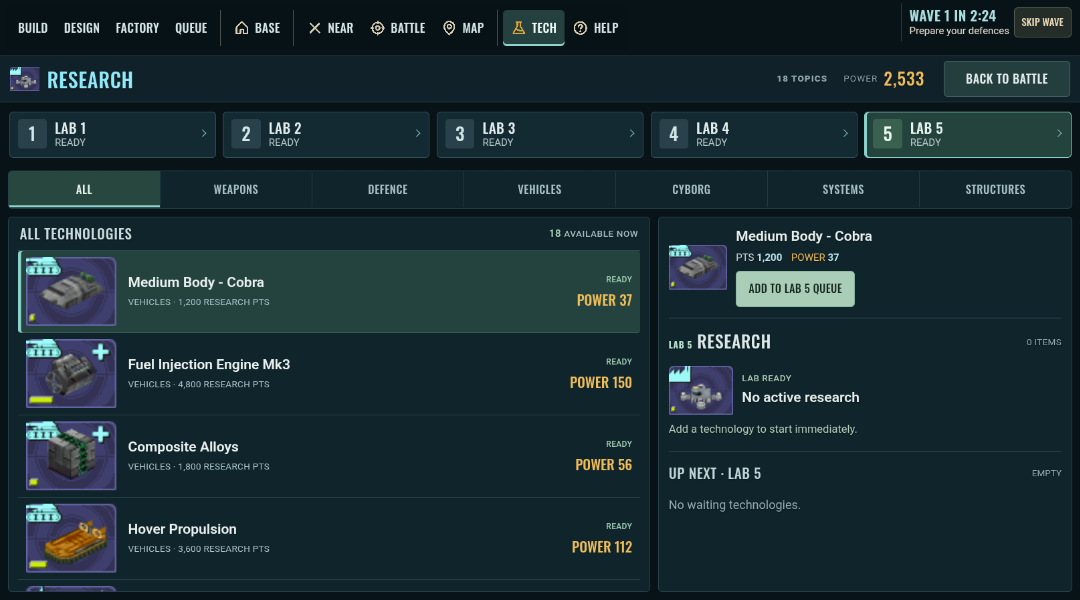 BUILD DESIGN FACTORY QUEUE BASE NEAR BATTLE MAP TECH HELP
WAVE 1 IN 2:24
Prepare your defences
SKIP WAVE
RESEARCH
18 TOPICS POWER 2,533
BACK TO BATTLE
1 LAB 1
READY
2 LAB 2
READY
3 LAB 3
READY
4 LAB 4
READY
5 LAB 5
READY
ALL WEAPONS DEFENCE VEHICLES CYBORG SYSTEMS STRUCTURES
ALL TECHNOLOGIES
18 AVAILABLE NOW
Medium Body - Cobra
VEHICLES · 1,200 RESEARCH PTS
READY
POWER 37
Fuel Injection Engine Mk3
VEHICLES · 4,800 RESEARCH PTS
READY
POWER 150
Composite Alloys
VEHICLES · 1,800 RESEARCH PTS
READY
POWER 56
Hover Propulsion
VEHICLES · 3,600 RESEARCH PTS
READY
POWER 112
Medium Body - Cobra
PTS 1,200 POWER 37
ADD TO LAB 5 QUEUE
LAB 5 RESEARCH
0 ITEMS
LAB READY
No active research
Add a technology to start immediately.
UP NEXT · LAB 5
EMPTY
No waiting technologies.